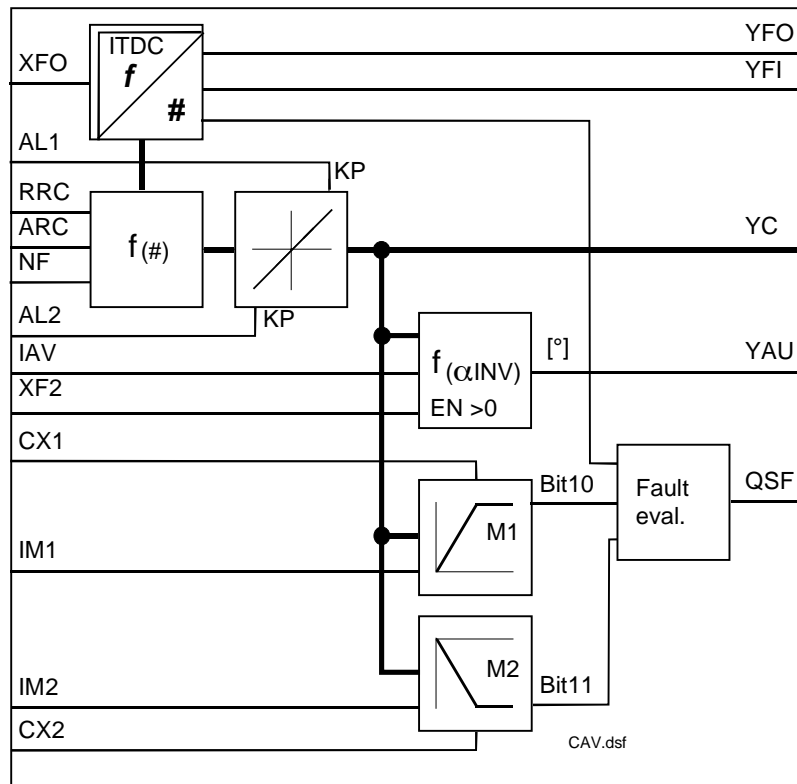 ITDC
YFO
XFO
f
YFI
#
AL1
KP
RRC
ARC
YC
f(#)
NF
AL2
KP
IAV
[°]
YAU
f(αINV)
XF2
EN >0
CX1
Bit10
Fault
eval.
QSF
M1
IM1
M2
IM2
Bit11
CX2
CAV.dsf